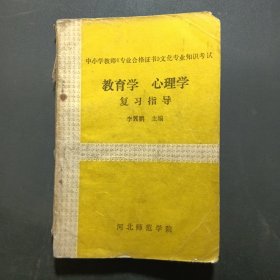 中小学教师《专业合格证书》文化专业知识考试
教育学 心理学
复习指导
李翼鹏 主编
河北师范学院